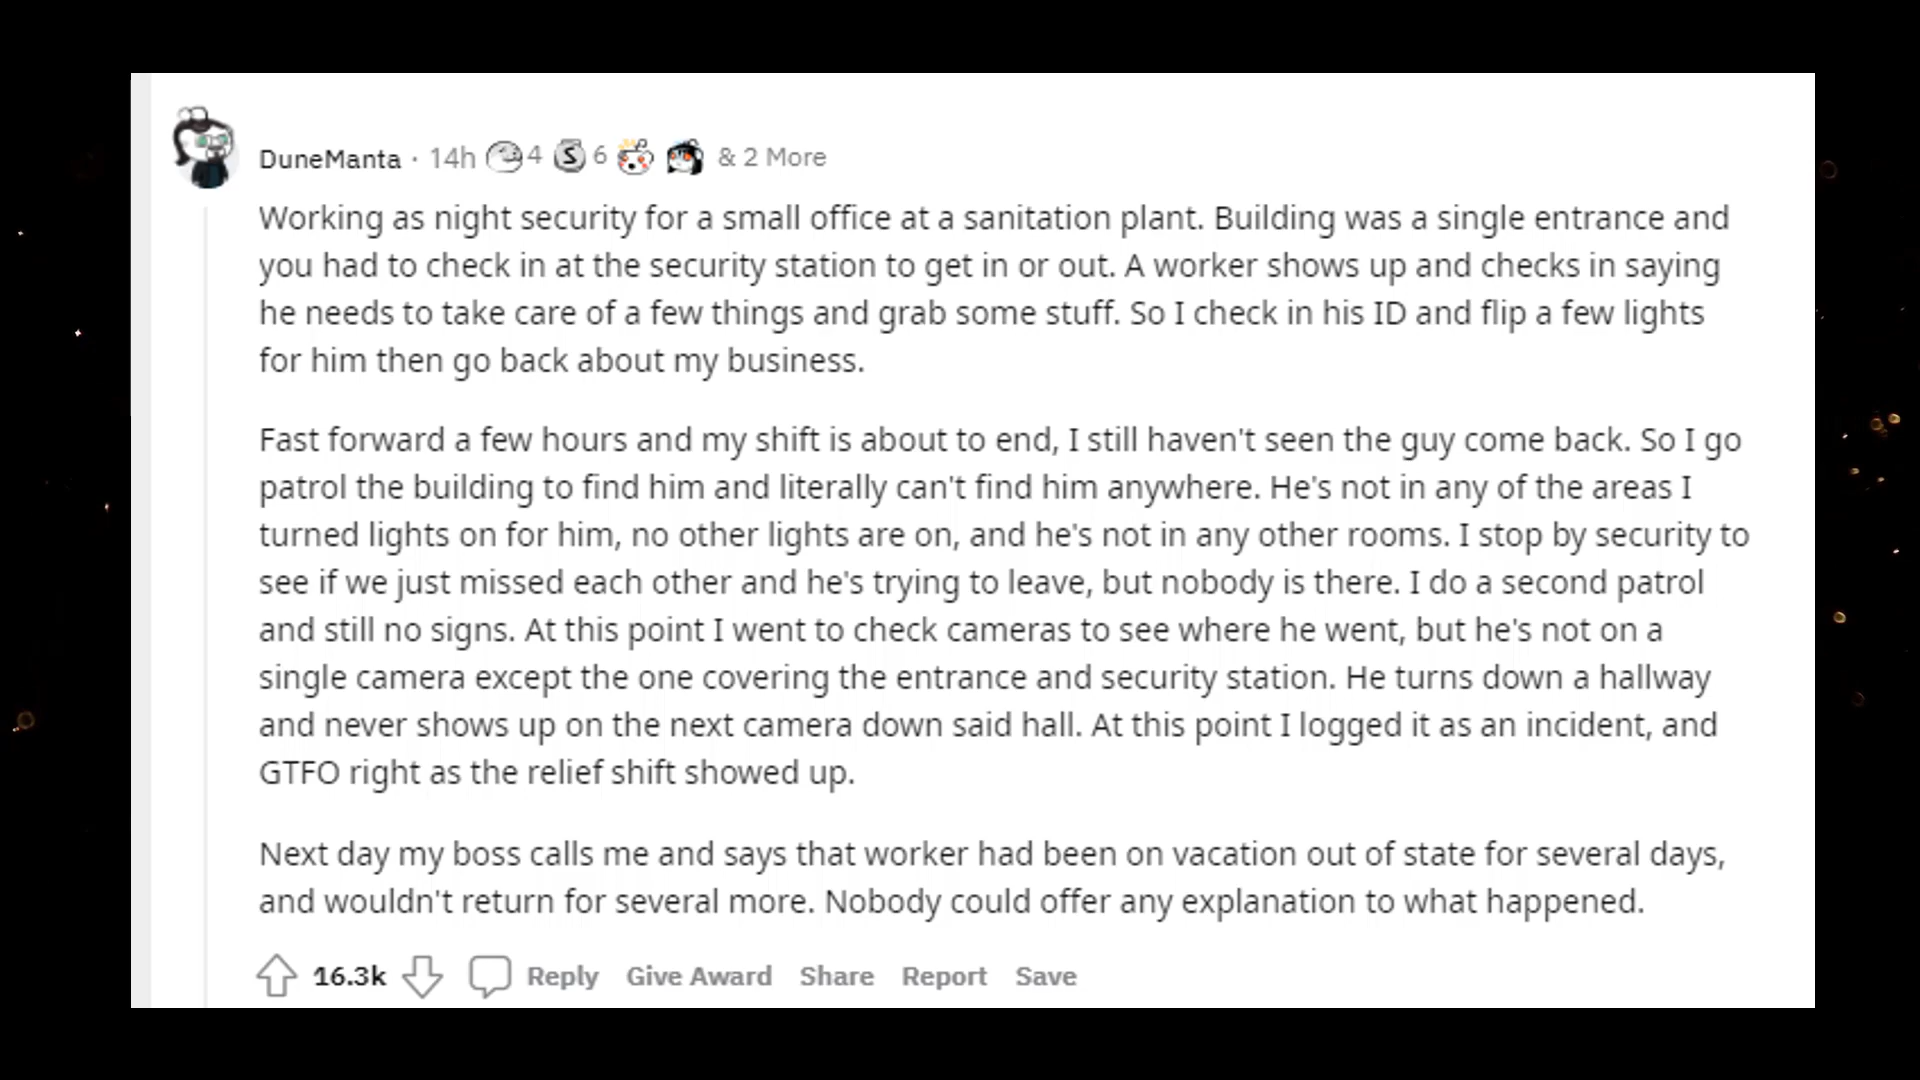 DuneManta · 14h 4 S 6 & 2 More
Working as night security for a small office at a sanitation plant. Building was a single entrance and
you had to check in at the security station to get in or out. A worker shows up and checks in saying
he needs to take care of a few things and grab some stuff. So I check in his ID and flip a few lights
for him then go back about my business.
Fast forward a few hours and my shift is about to end, I still haven't seen the guy come back. So I go
patrol the building to find him and literally can't find him anywhere. He's not in any of the areas I
turned lights on for him, no other lights are on, and he's not in any other rooms. I stop by security to
see if we just missed each other and he's trying to leave, but nobody is there. I do a second patrol
and still no signs. At this point I went to check cameras to see where he went, but he's not on a
single camera except the one covering the entrance and security station. He turns down a hallway
and never shows up on the next camera down said hall. At this point I logged it as an incident, and
GTFO right as the relief shift showed up.
Next day my boss calls me and says that worker had been on vacation out of state for several days,
and wouldn't return for several more. Nobody could offer any explanation to what happened.
16.3k Reply Give Award Share Report Save